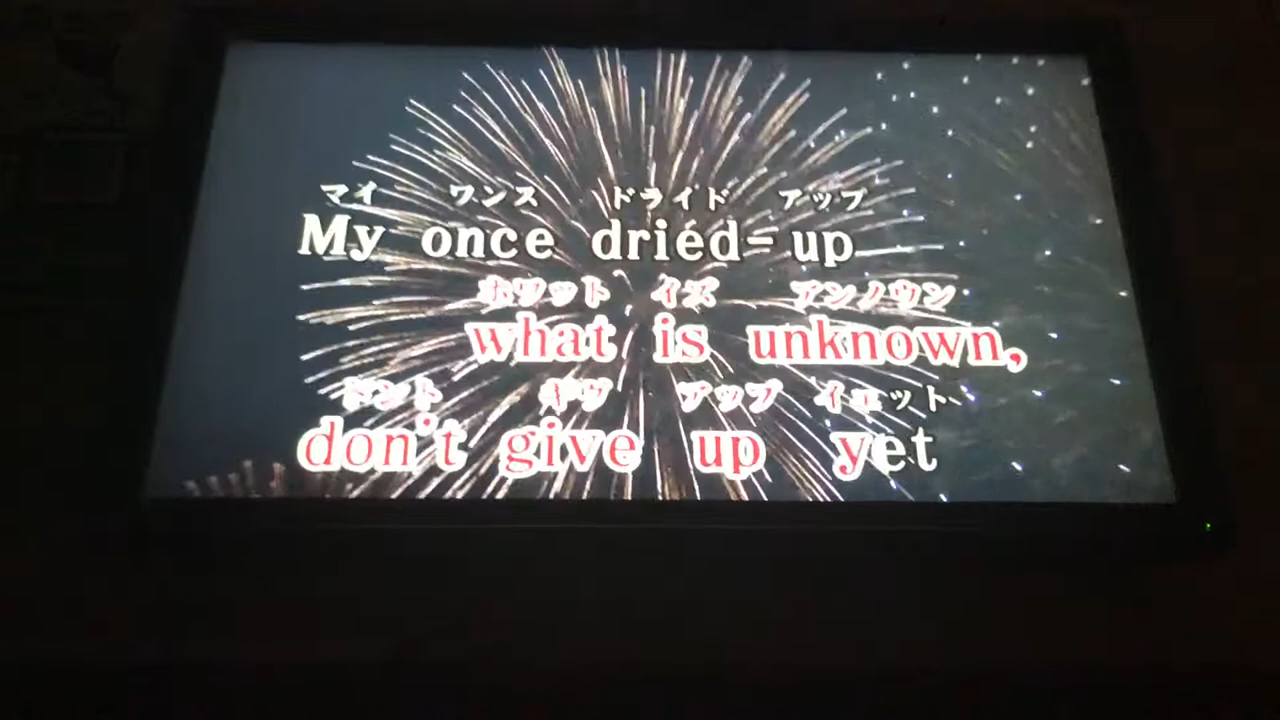 マイ ワンス ドライド アップ
My once dried-up
ホワット イズ アンノウン
what is unknown,
ドント ギヴ アップ イェット
don't give up yet